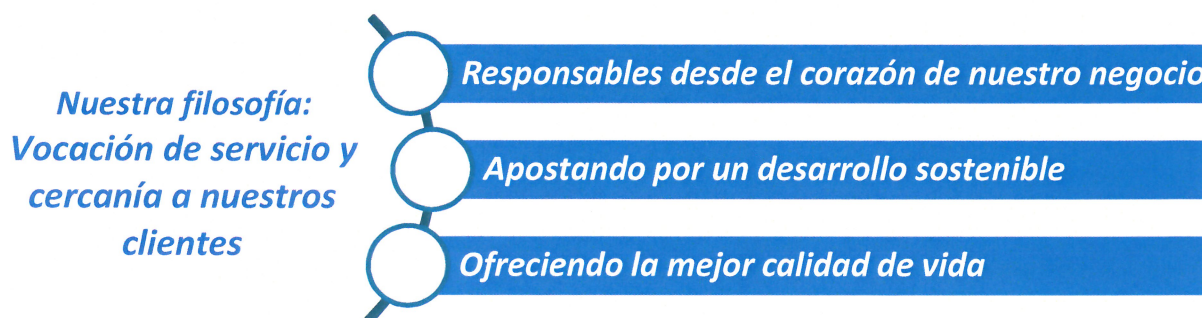 Nuestra filosofía:
Vocación de servicio y
cercanía a nuestros
clientes
Responsables desde el corazón de nuestro negocio
Apostando por un desarrollo sostenible
Ofreciendo la mejor calidad de vida